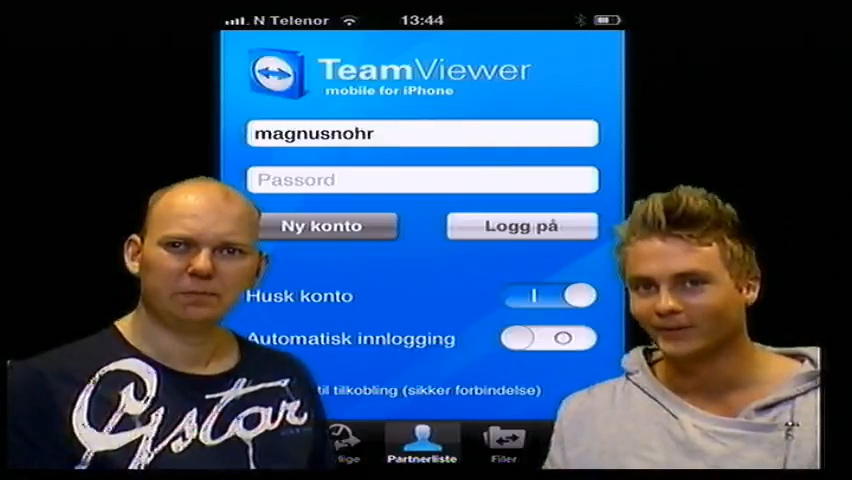 N Telenor 13:44
TeamViewer
mobile for iPhone
magnusnohr
Passord
Ny konto Logg på
Husk konto
Automatisk innlogging
til tilkobling (sikker forbindelse)
Gstar
Partnerliste Filer